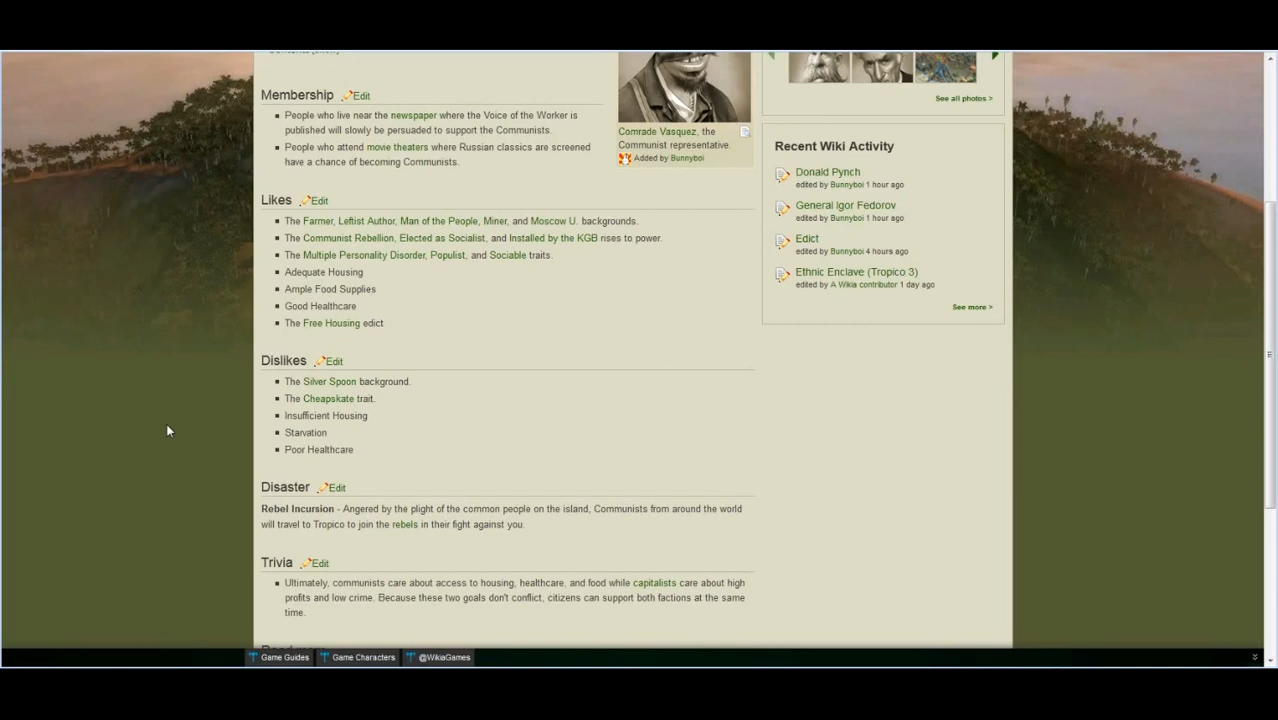 Membership Edit
People who live near the newspaper where the Voice of the Worker is
published will slowly be persuaded to support the Communists.
People who attend movie theaters where Russian classics are screened
have a chance of becoming Communists.
Comrade Vasquez, the
Communist representative.
Added by Bunnyboi
Likes Edit
The Farmer, Leftist Author, Man of the People, Miner, and Moscow U. backgrounds.
The Communist Rebellion, Elected as Socialist, and Installed by the KGB rises to power.
The Multiple Personality Disorder, Populist, and Sociable traits.
Adequate Housing
Ample Food Supplies
Good Healthcare
The Free Housing edict
Dislikes Edit
The Silver Spoon background.
The Cheapskate trait.
Insufficient Housing
Starvation
Poor Healthcare
Disaster Edit
Rebel Incursion - Angered by the plight of the common people on the island, Communists from around the world
will travel to Tropico to join the rebels in their fight against you.
Trivia Edit
Ultimately, communists care about access to housing, healthcare, and food while capitalists care about high
profits and low crime. Because these two goals don't conflict, citizens can support both factions at the same
time.
See all photos >
Recent Wiki Activity
Donald Pynch
edited by Bunnyboi 1 hour ago
General Igor Fedorov
edited by Bunnyboi 1 hour ago
Edict
edited by Bunnyboi 4 hours ago
Ethnic Enclave (Tropico 3)
edited by A Wikia contributor 1 day ago
See more >
Game Guides Game Characters @WikiaGames